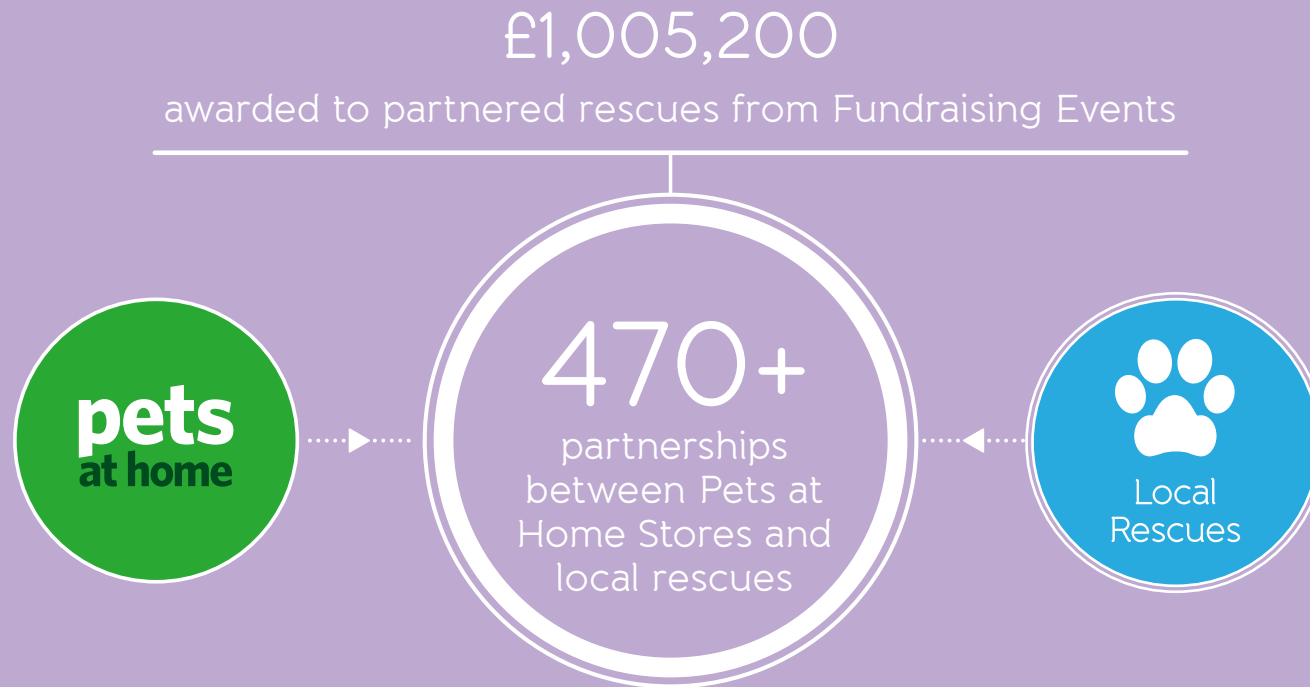 £1,005,200
awarded to partnered rescues from Fundraising Events
pets
at home
470+
partnerships
between Pets at
Home Stores and
local rescues
Local
Rescues